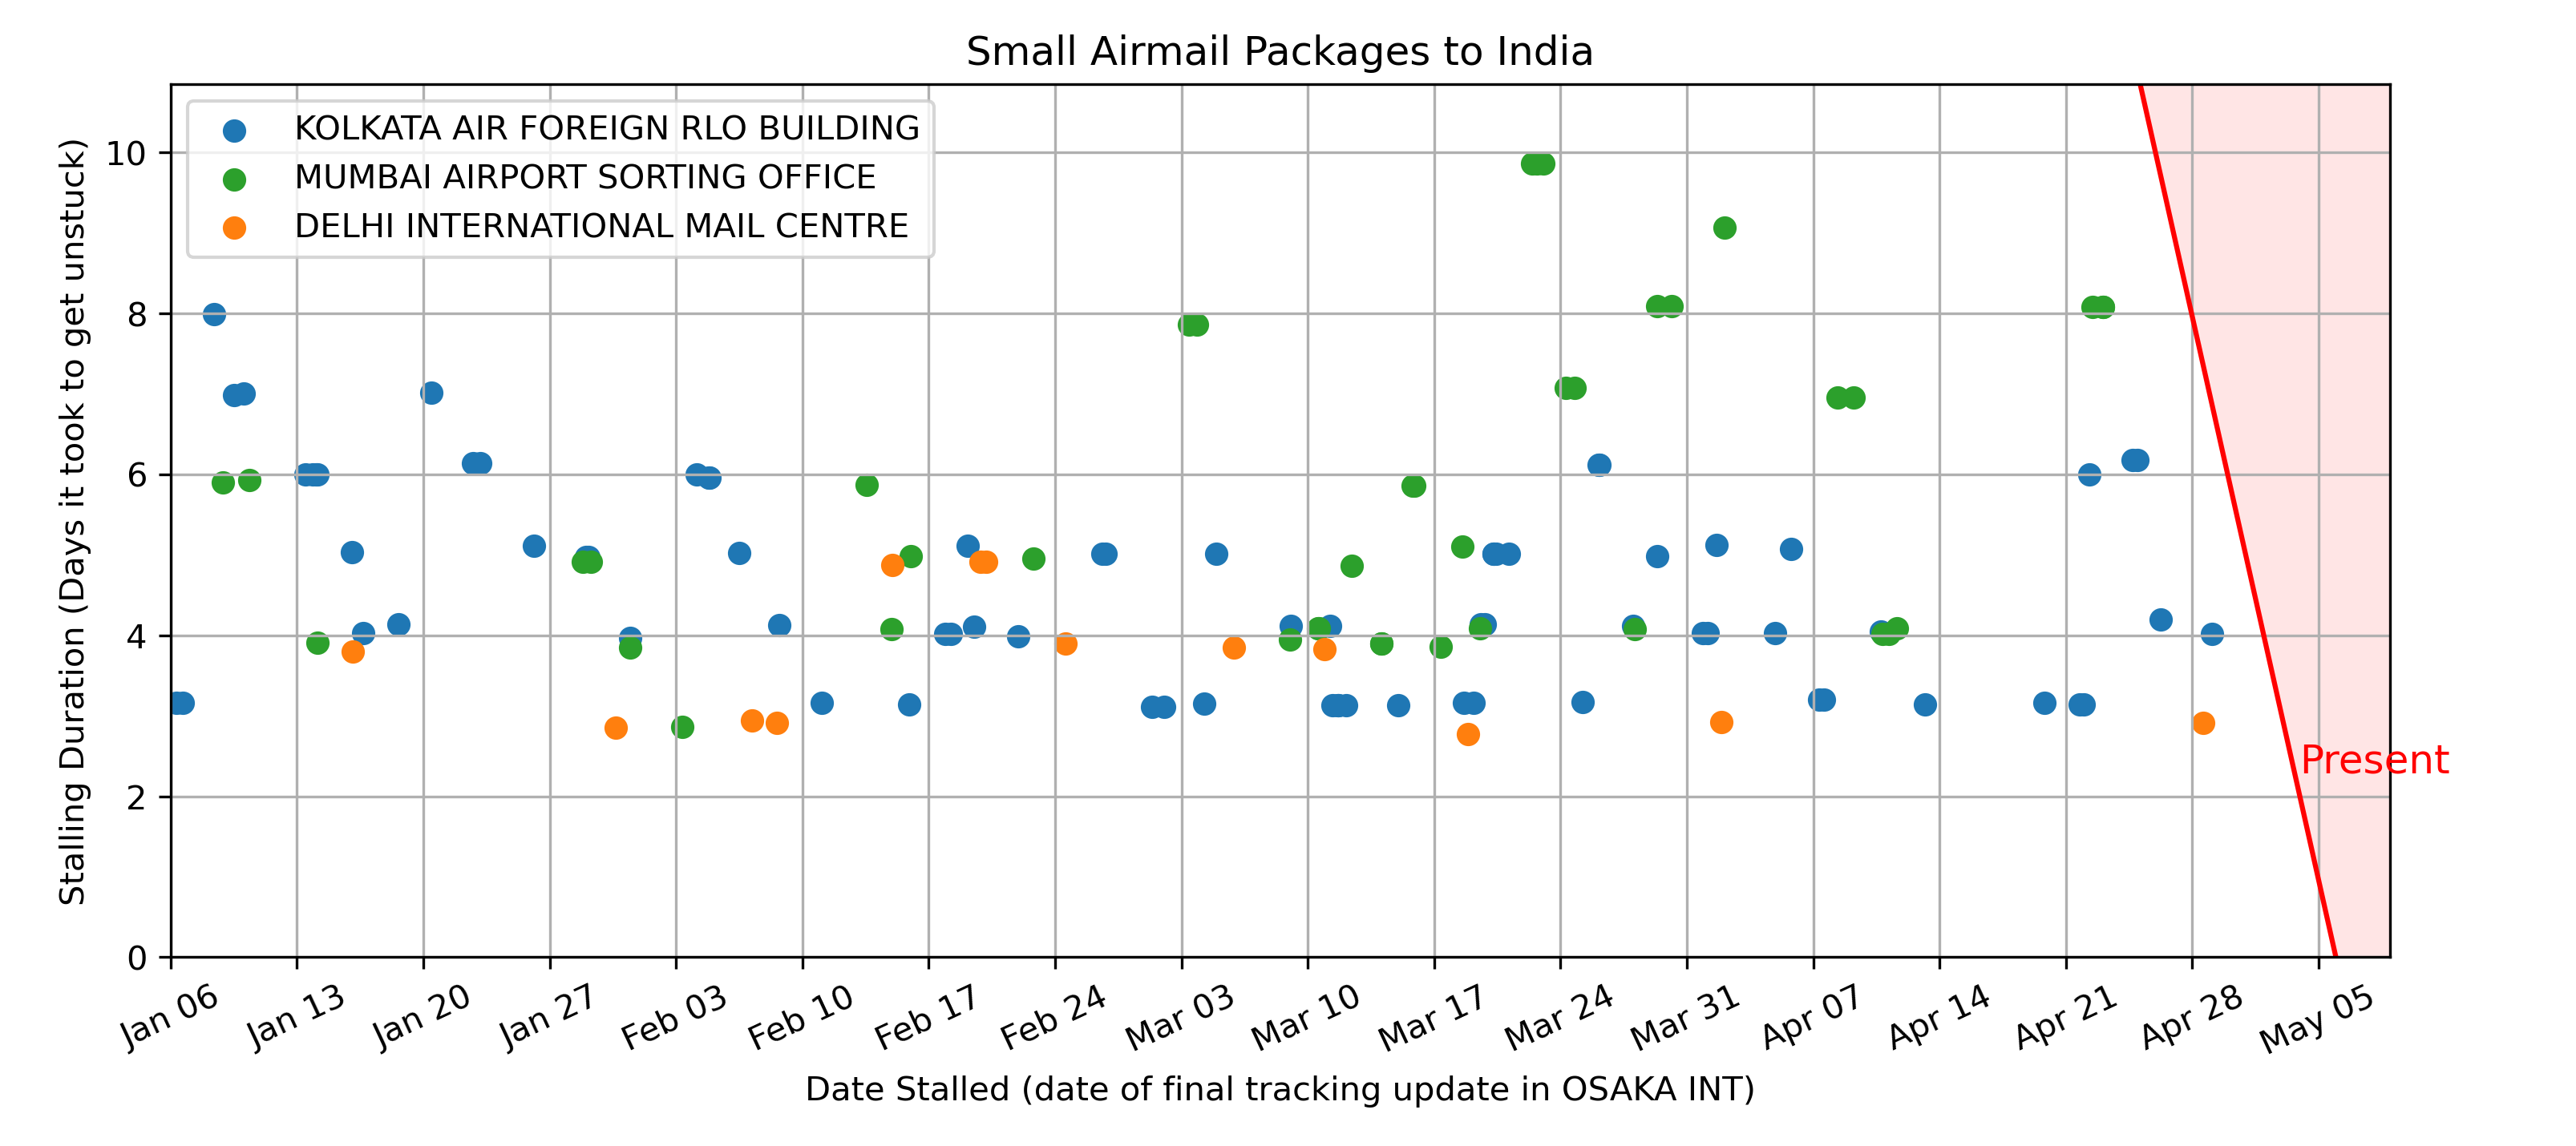 Small Airmail Packages to India
KOLKATA AIR FOREIGN RLO BUILDING
MUMBAI AIRPORT SORTING OFFICE
DELHI INTERNATIONAL MAIL CENTRE
Stalling Duration (Days it took to get unstuck)
10
8
6
4
2
0
Present
Jan 06
Jan 13
Jan 20
Jan 27
Feb 03
Feb 10
Feb 17
Feb 24
Mar 03
Mar 10
Mar 17
Mar 24
Mar 31
Apr 07
Apr 14
Apr 21
Apr 28
May 05
Date Stalled (date of final tracking update in OSAKA INT)